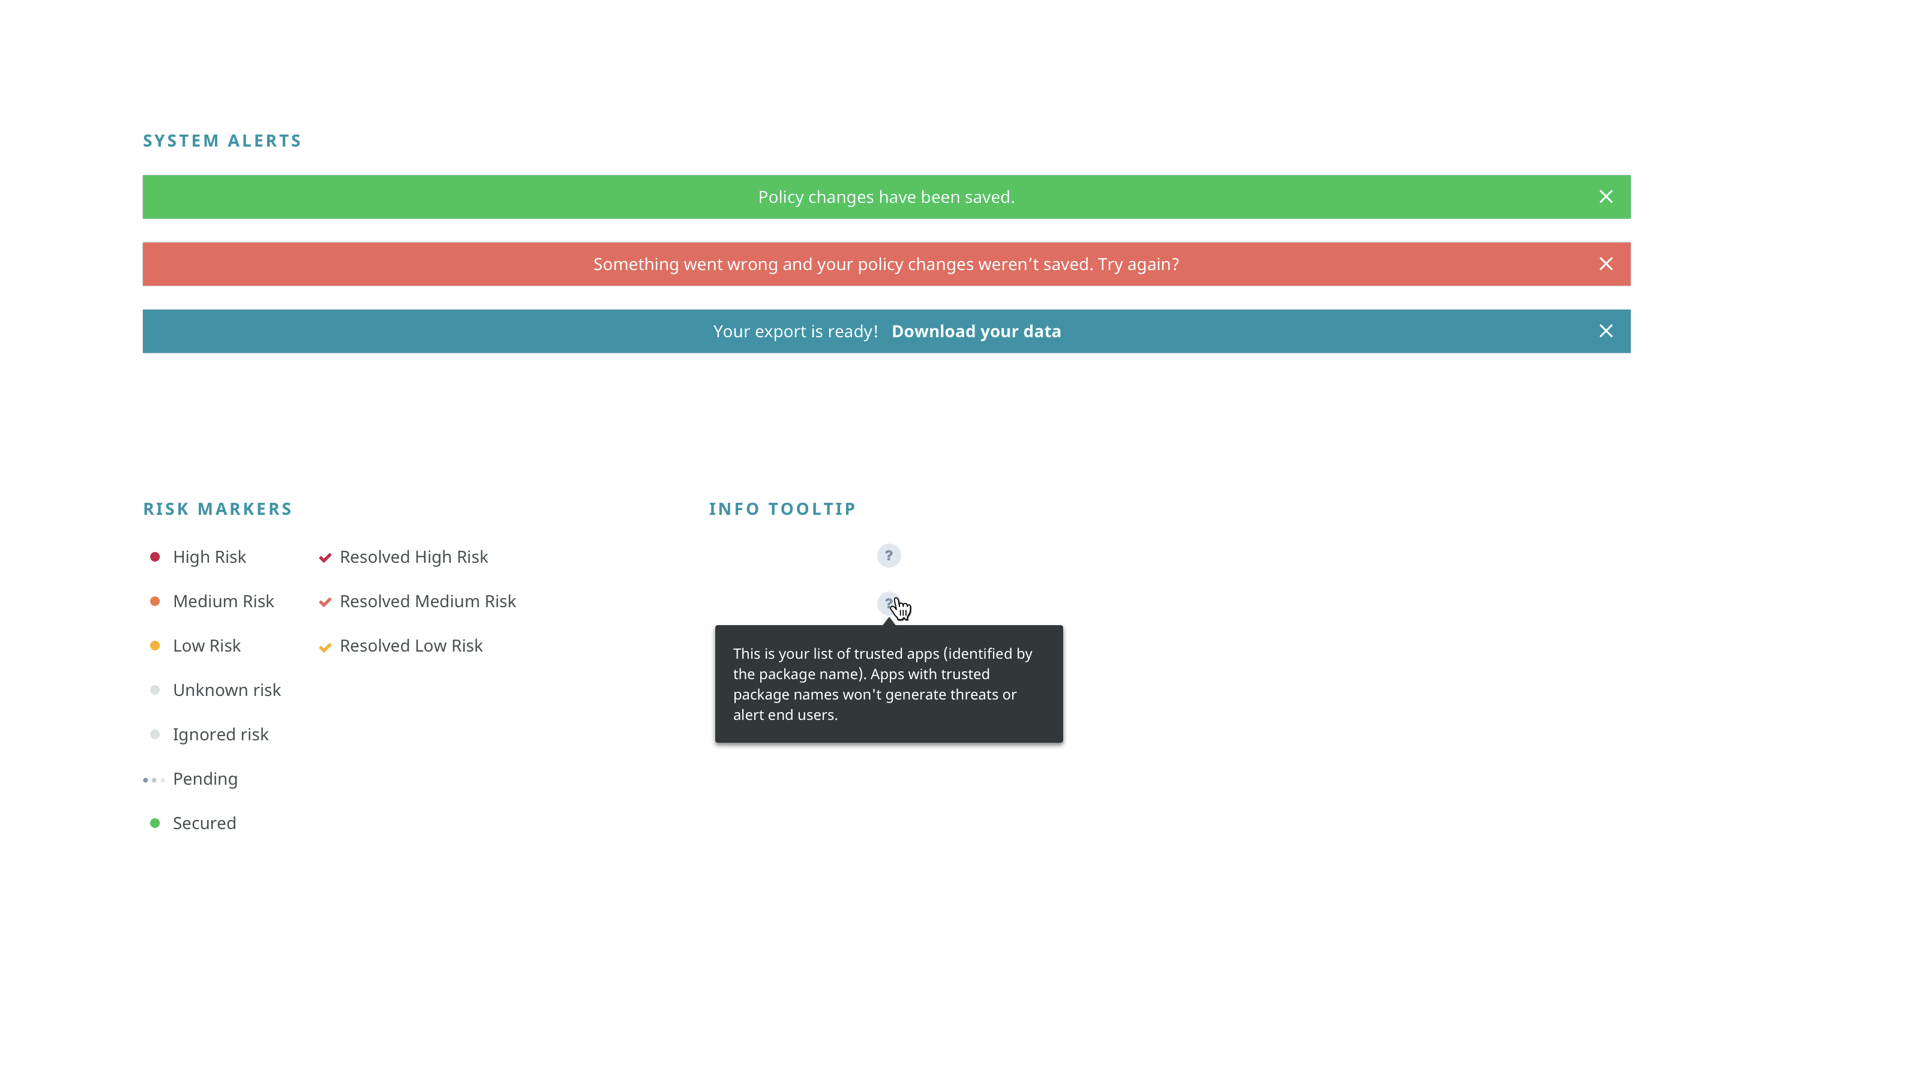 SYSTEM ALERTS
Policy changes have been saved.
Something went wrong and your policy changes weren’t saved. Try again?
Your export is ready! Download your data
RISK MARKERS
High Risk
Resolved High Risk
Medium Risk
Resolved Medium Risk
Low Risk
Resolved Low Risk
Unknown risk
Ignored risk
Pending
Secured
INFO TOOLTIP
?
?
This is your list of trusted apps (identified by
the package name). Apps with trusted
package names won't generate threats or
alert end users.